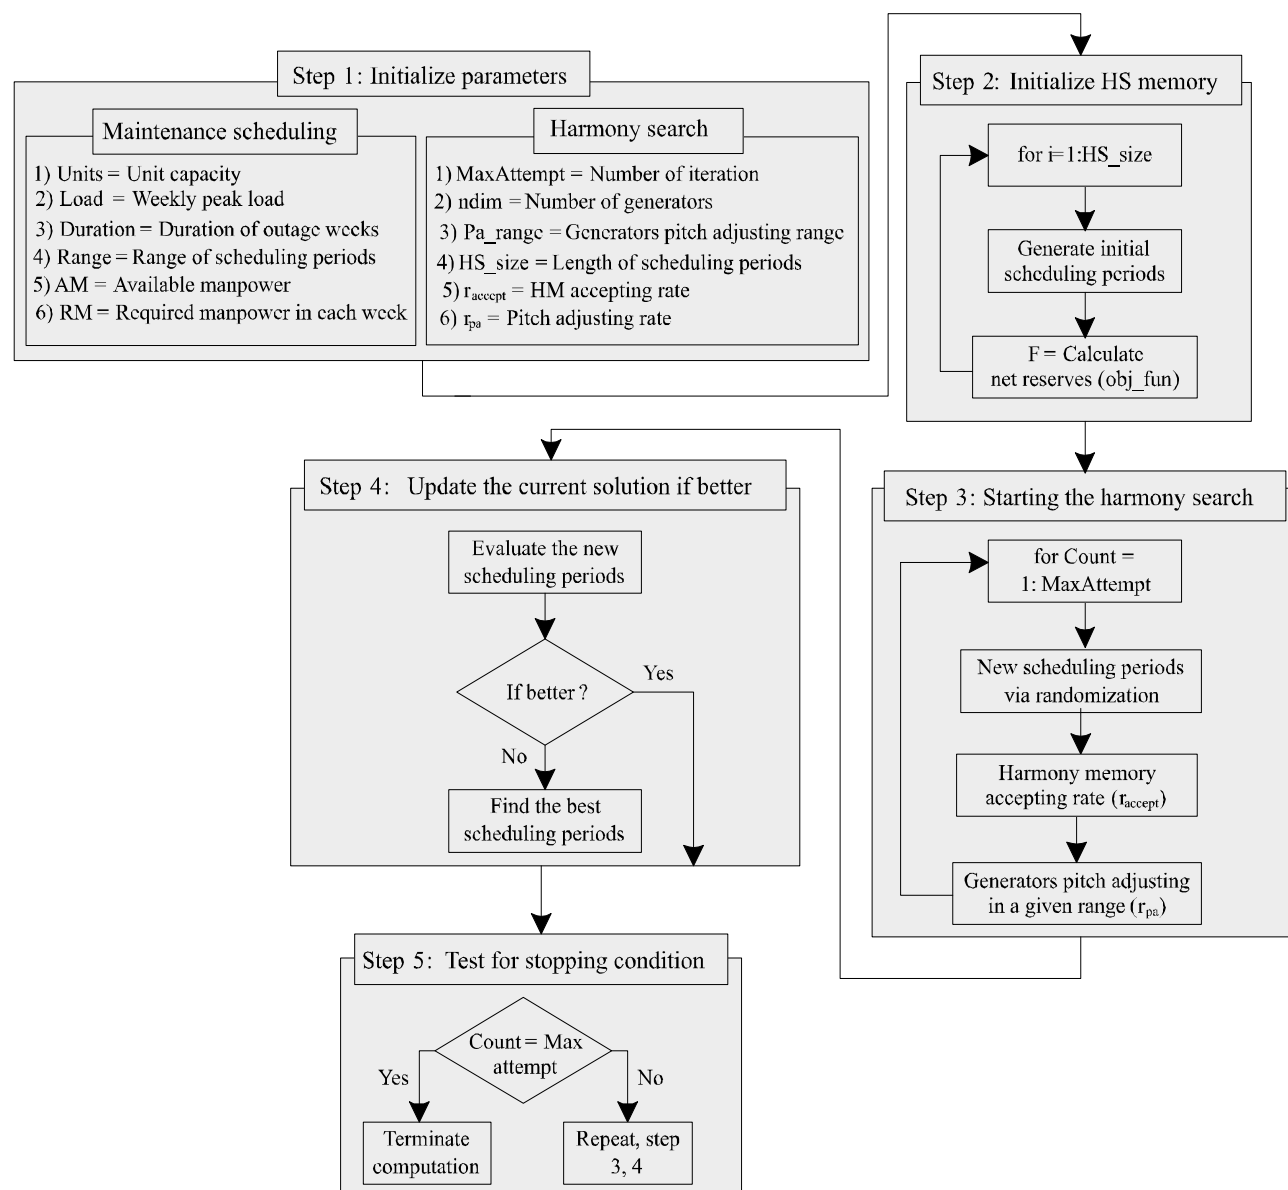 Step 1: Initialize parameters
Maintenance scheduling
1) Units = Unit capacity
2) Load = Weekly peak load
3) Duration = Duration of outage weeks
4) Range = Range of scheduling periods
5) AM = Available manpower
6) RM = Required manpower in each week
Harmony search
1) MaxAttempt = Number of iteration
2) ndim = Number of generators
3) Pa_range = Generators pitch adjusting range
4) HS_size = Length of scheduling periods
5) raccept = HM accepting rate
6) rpa = Pitch adjusting rate
Step 2: Initialize HS memory
for i=1:HS_size
Generate initial
scheduling periods
F = Calculate
net reserves (obj_fun)
Step 3: Starting the harmony search
for Count =
1: MaxAttempt
New scheduling periods
via randomization
Harmony memory
accepting rate (raccept)
Generators pitch adjusting
in a given range (rpa)
Step 4: Update the current solution if better
Evaluate the new
scheduling periods
If better ?
Yes
No
Find the best
scheduling periods
Step 5: Test for stopping condition
Count = Max
attempt
Yes
No
Terminate
computation
Repeat, step
3, 4